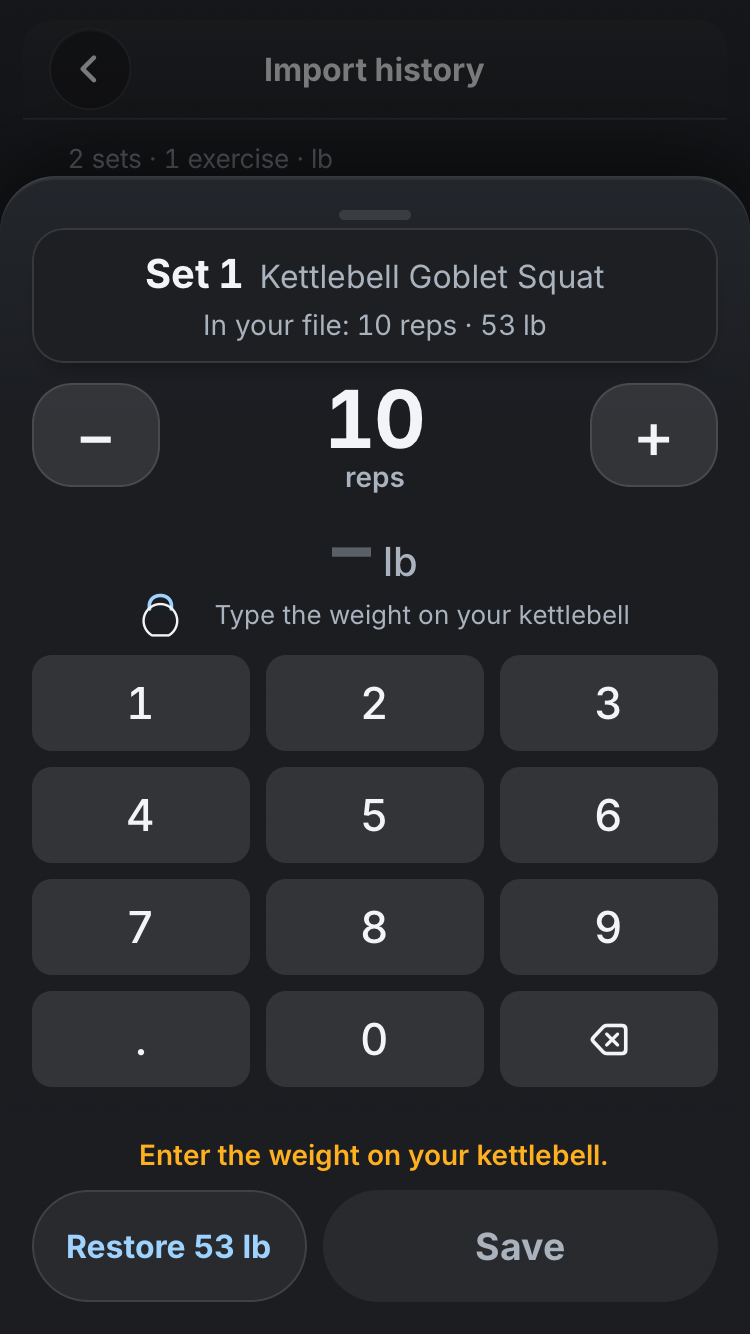 Import history
2 sets · 1 exercise · lb
Set 1 Kettlebell Goblet Squat
In your file: 10 reps · 53 lb
− 10 +
reps
– lb
Type the weight on your kettlebell
1 2 3
4 5 6
7 8 9
. 0
Enter the weight on your kettlebell.
Restore 53 lb Save